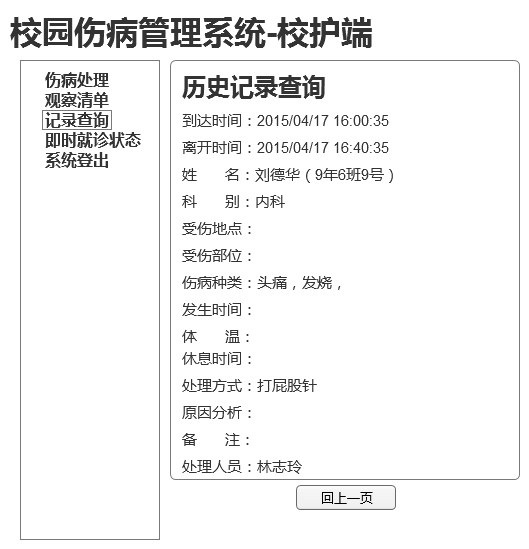 校园伤病管理系统-校护端
伤病处理
观察清单
记录查询
即时就诊状态
系统登出
历史记录查询
到达时间：2015/04/17 16:00:35
离开时间：2015/04/17 16:40:35
姓　　名：刘德华（9年6班9号）
科　　别：内科
受伤地点：
受伤部位：
伤病种类：头痛，发烧，
发生时间：
体　　温：
休息时间：
处理方式：打屁股针
原因分析：
备　　注：
处理人员：林志玲
回上一页